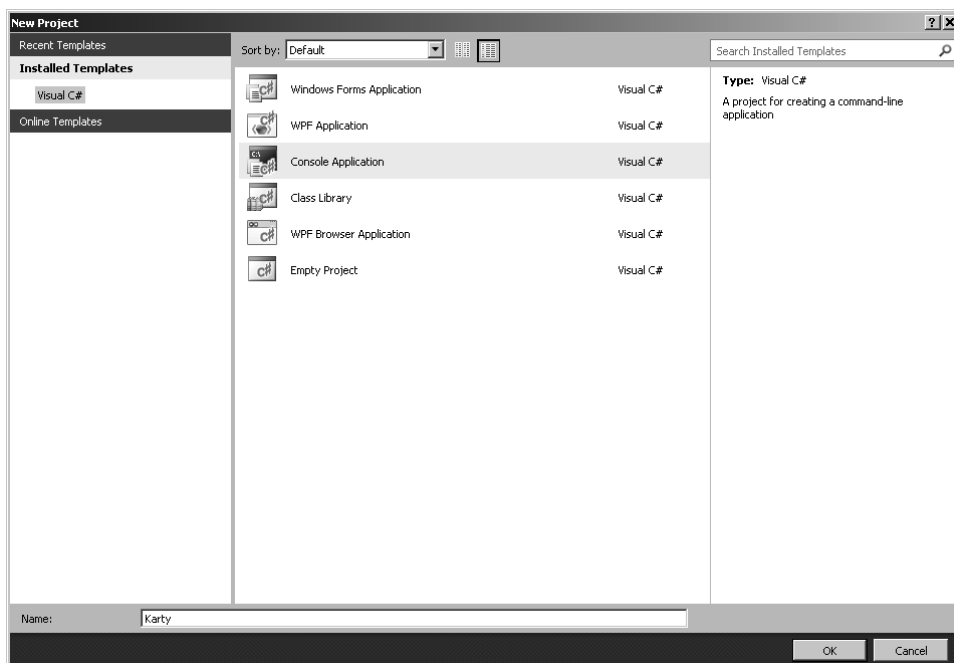 New Project
Recent Templates
Installed Templates
Visual C#
Online Templates
Sort by: Default
Windows Forms Application Visual C#
WPF Application Visual C#
Console Application Visual C#
Class Library Visual C#
WPF Browser Application Visual C#
Empty Project Visual C#
Search Installed Templates
Type: Visual C#
A project for creating a command-line
application
Name: Karty
OK Cancel